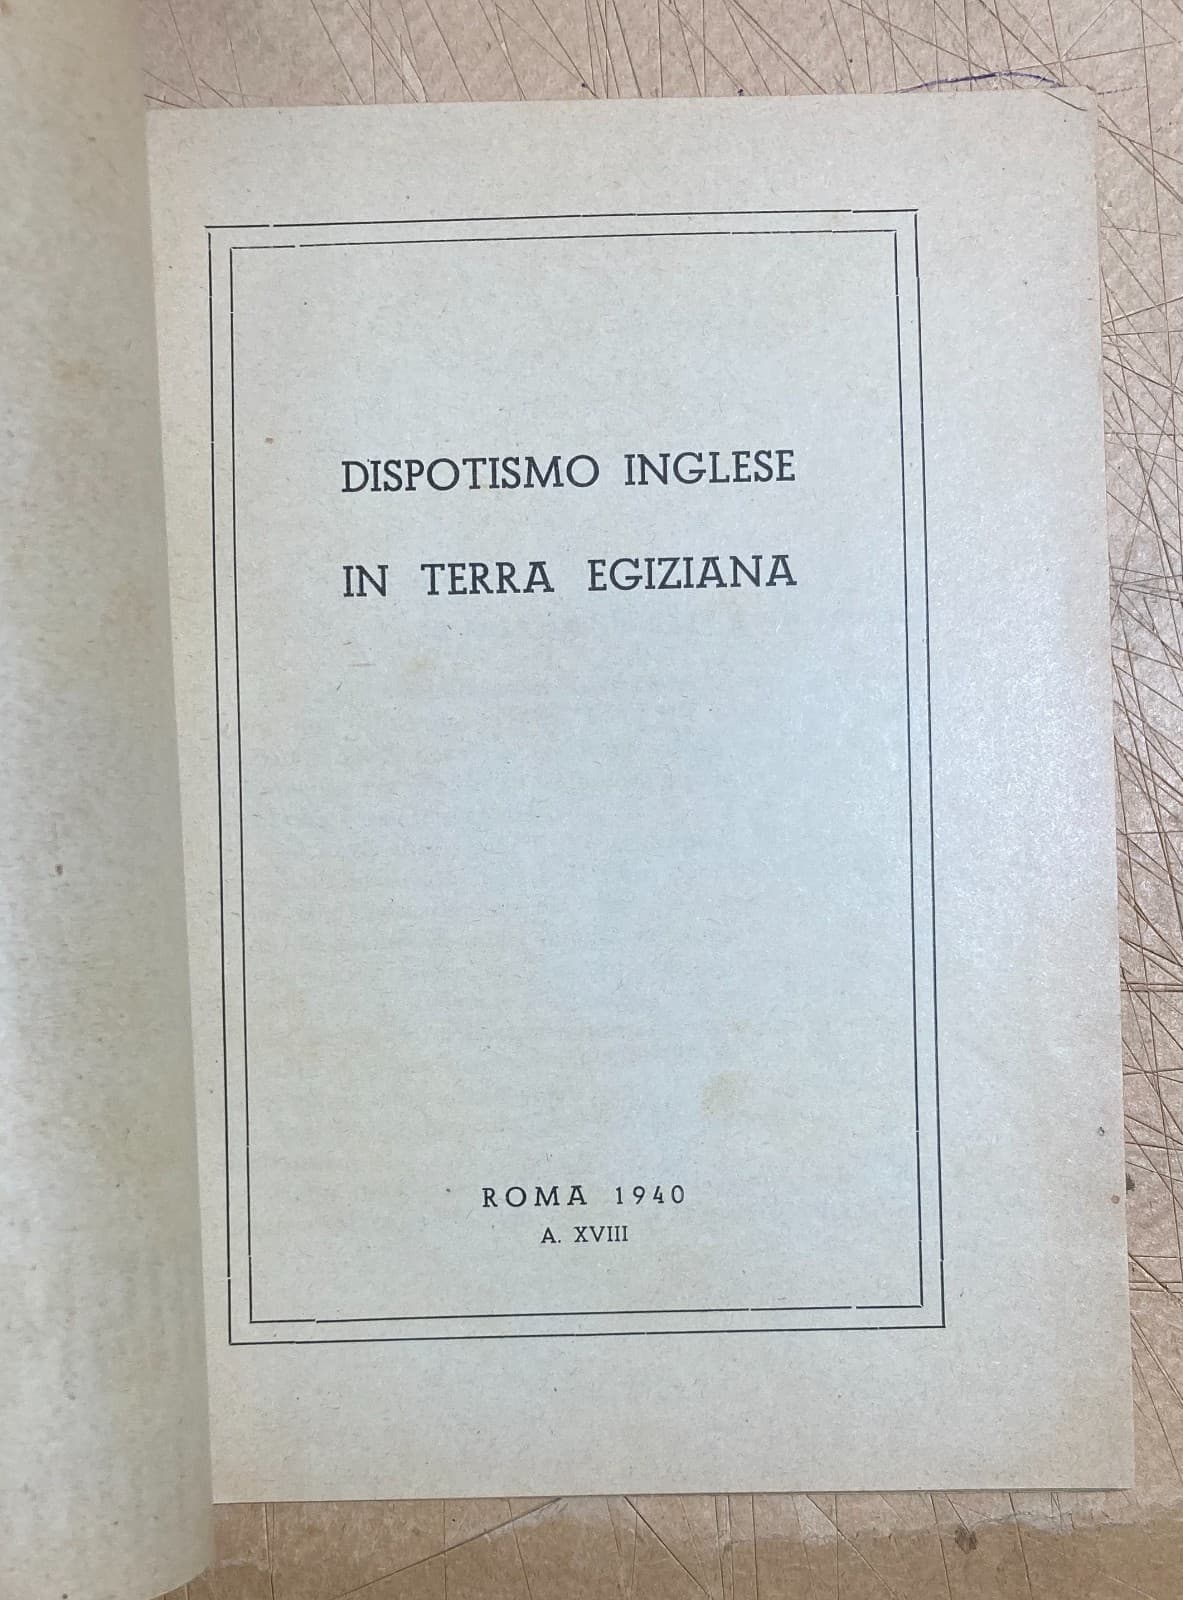 DISPOTISMO INGLESE
IN TERRA EGIZIANA
ROMA 1940
A. XVIII